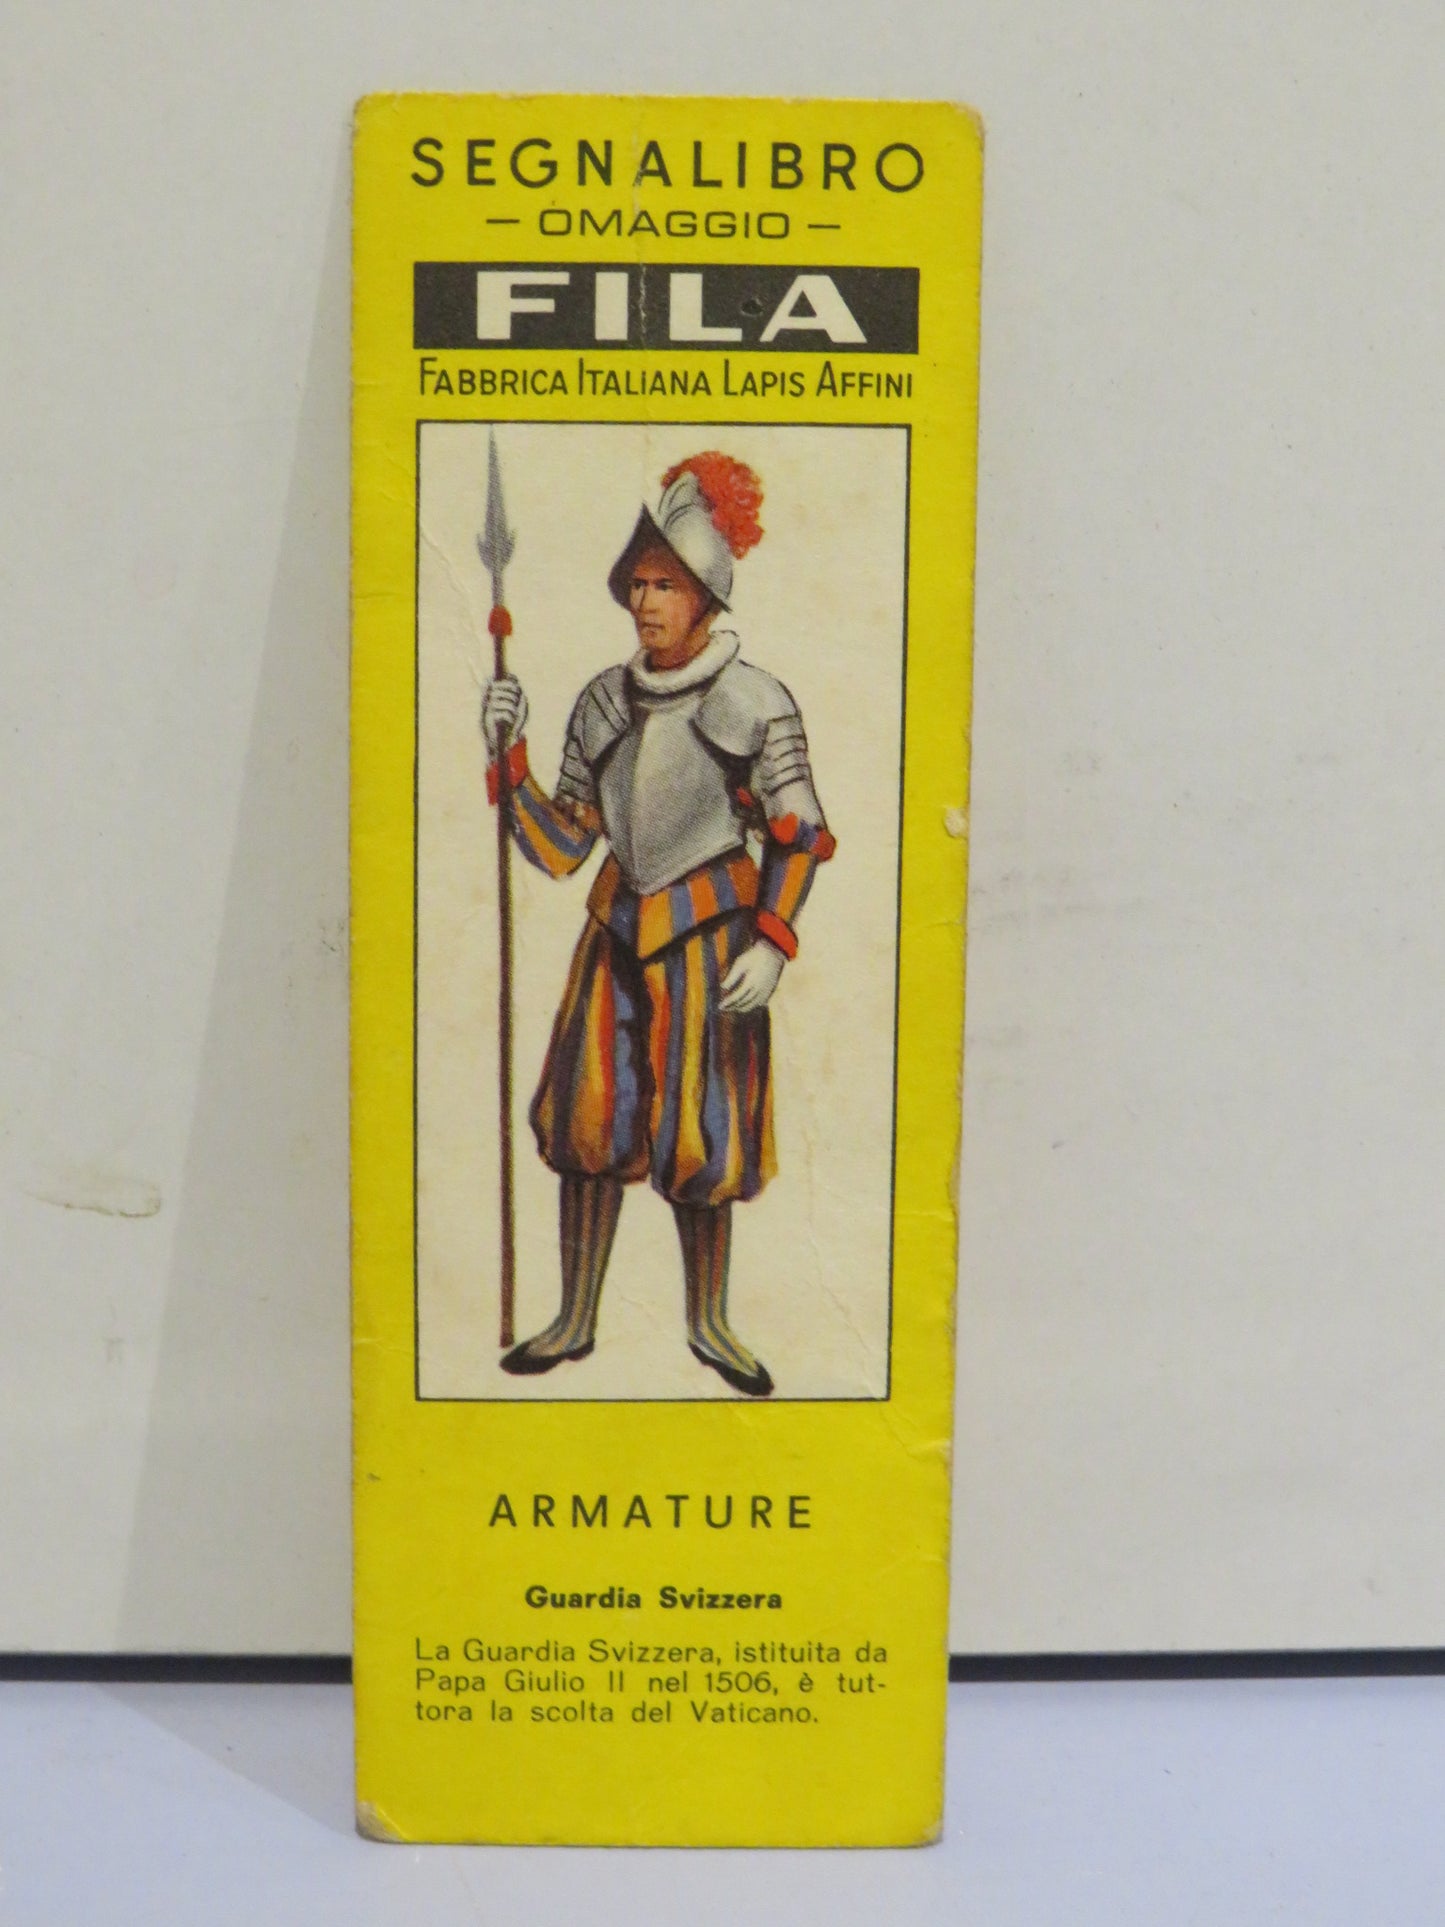 SEGNALIBRO
– OMAGGIO –
FILA
FABBRICA ITALIANA LAPIS AFFINI
ARMATURE
Guardia Svizzera
La Guardia Svizzera, istituita da
Papa Giulio II nel 1506, è tut-
tora la scolta del Vaticano.